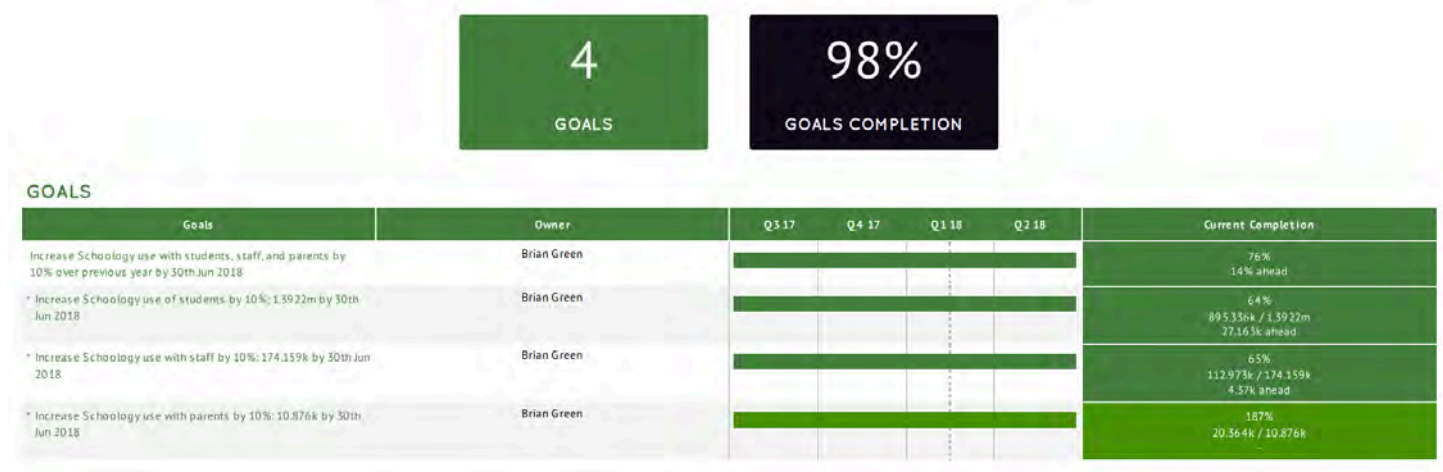 4
GOALS
98%
GOALS COMPLETION
GOALS
Goals Owner Q3 17 Q4 17 Q1 18 Q2 18 Current Completion
Increase Schoology use with students, staff, and parents by
10% over previous year by 30th Jun 2018
Brian Green
76%
14% ahead
* Increase Schoology use of students by 10%: 1.3922m by 30th
Jun 2018
Brian Green
64%
895.336k / 1.3922m
27.163k ahead
* Increase Schoology use with staff by 10%: 174.159k by 30th Jun
2018
Brian Green
65%
112.973k / 174.159k
4.37k ahead
* Increase Schoology use with parents by 10%: 10.876k by 30th
Jun 2018
Brian Green
187%
20.364k / 10.876k
--